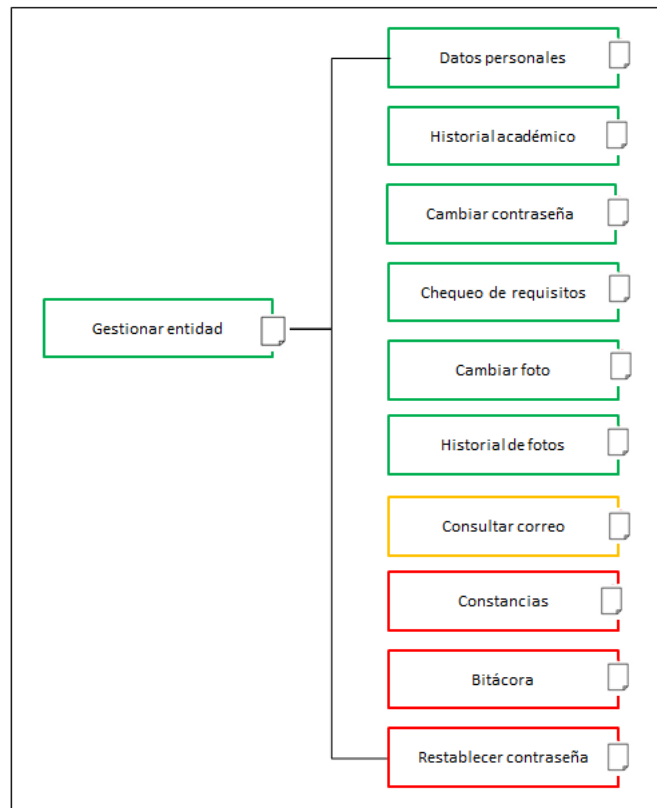 Datos personales
Historial académico
Cambiar contraseña
Chequeo de requisitos
Gestionar entidad
Cambiar foto
Historial de fotos
Consultar correo
Constancias
Bitácora
Restablecer contraseña